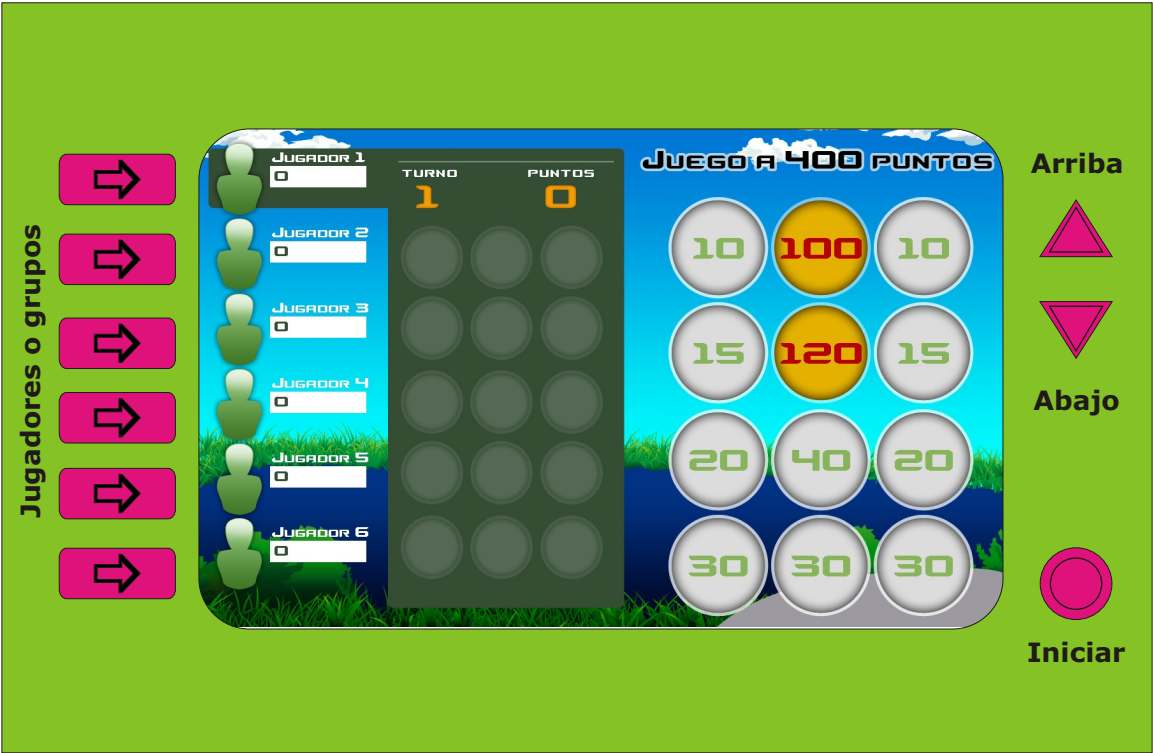 Jugadores o grupos
Jugador 1
0
Jugador 2
0
Jugador 3
0
Jugador 4
0
Jugador 5
0
Jugador 6
0
TURNO PUNTOS
1 0
Juego a 400 puntos
10 100 10
15 120 15
20 40 20
30 30 30
Arriba
Abajo
Iniciar